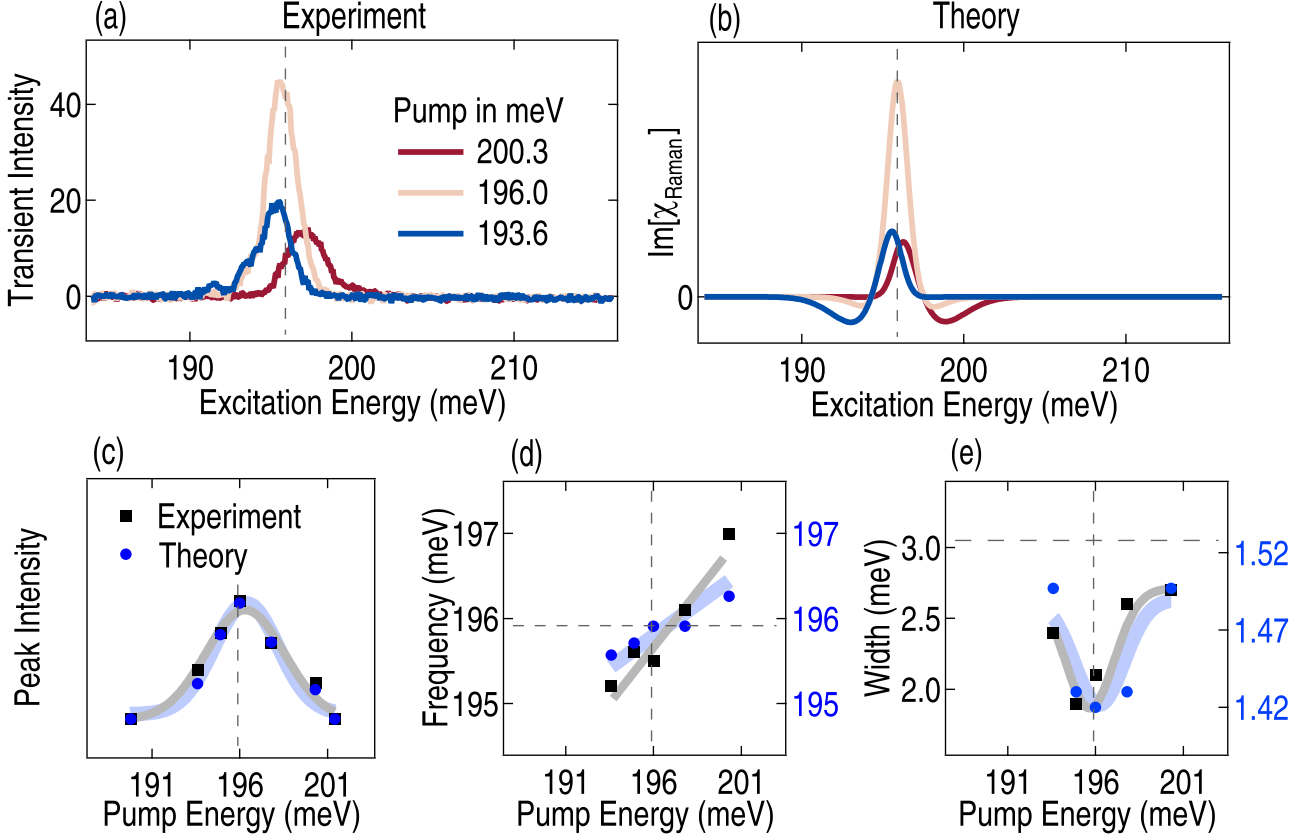 (a)
Experiment
(b)
Theory
Transient Intensity
40
20
0
Pump in meV
200.3
196.0
193.6
190
200
210
Excitation Energy (meV)
Im[χRaman]
0
190
200
210
Excitation Energy (meV)
(c)
Peak Intensity
Experiment
Theory
191
196
201
Pump Energy (meV)
(d)
Frequency (meV)
197
196
195
197
196
195
191
196
201
Pump Energy (meV)
(e)
Width (meV)
3.0
2.5
2.0
1.52
1.47
1.42
191
196
201
Pump Energy (meV)